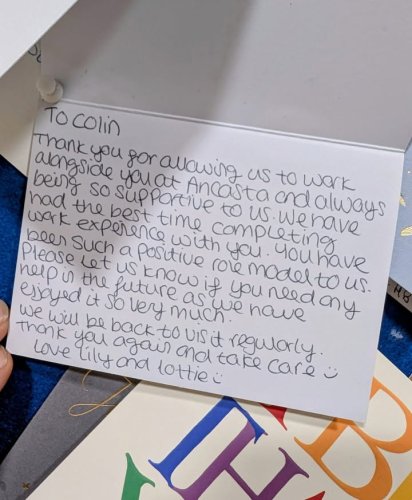 To Colin
Thank you for allowing us to work
alongside you at Ancasta and always
being so supportive to us. We have
had the best time completing
work experience with you. You have
been such a positive role model to us.
Please let us know if you need any
help in the future as we have
ejoyed it so very much.
we will be back to visit regulorly.
Thank you again and take care ☺
Love Lilly and lottie ☺